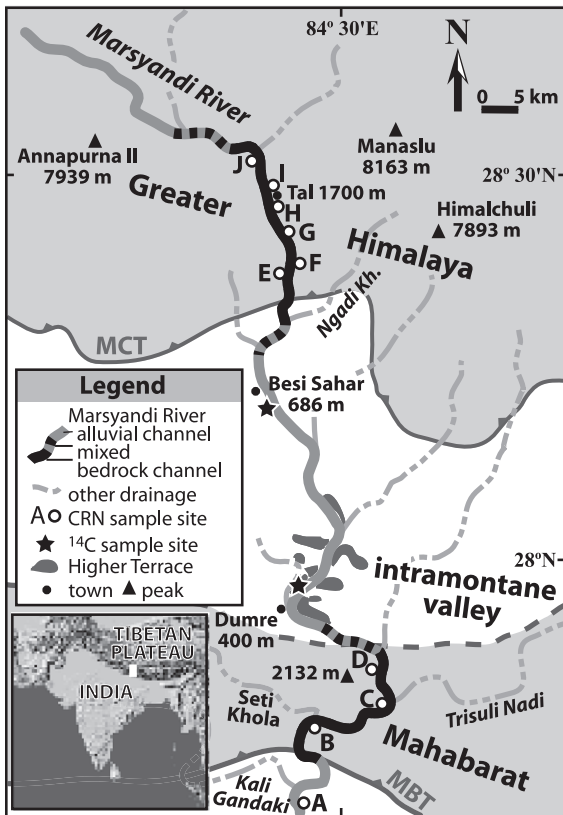 84º 30'E
Marsyandi River
N
0 5 km
Annapurna II
7939 m
Manaslu
8163 m
28º 30'N
J
I
Tal 1700 m
H
Greater
Himalchuli
7893 m
G
Himalaya
F
E
Ngadi Kh.
MCT
Legend
Marsyandi River
alluvial channel
mixed
bedrock channel
other drainage
A CRN sample site
14C sample site
Higher Terrace
town peak
Besi Sahar
686 m
28ºN
intramontane
valley
Dumre
400 m
D
2132 m
C
Seti
Khola
Trisuli Nadi
B
Mahabarat
MBT
Kali
Gandaki
A
TIBETAN
PLATEAU
INDIA